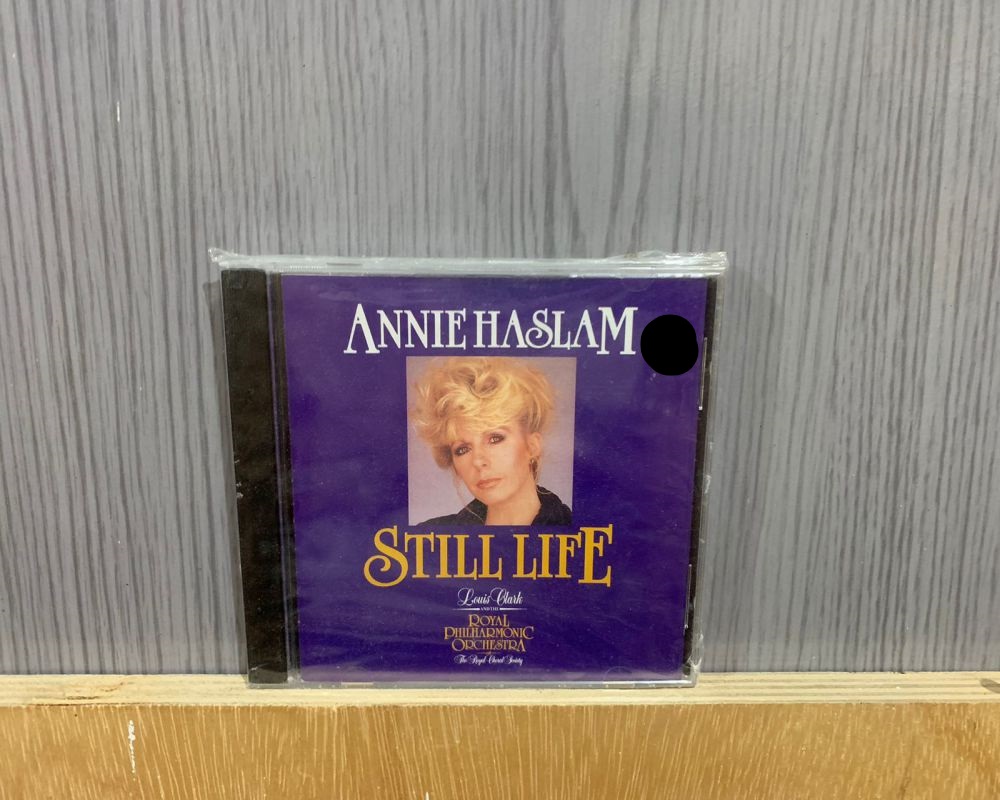 ANNIE HASLAM
STILL LIFE
Louis Clark
AND THE
ROYAL
PHILHARMONIC
ORCHESTRA
The Royal Choral Society